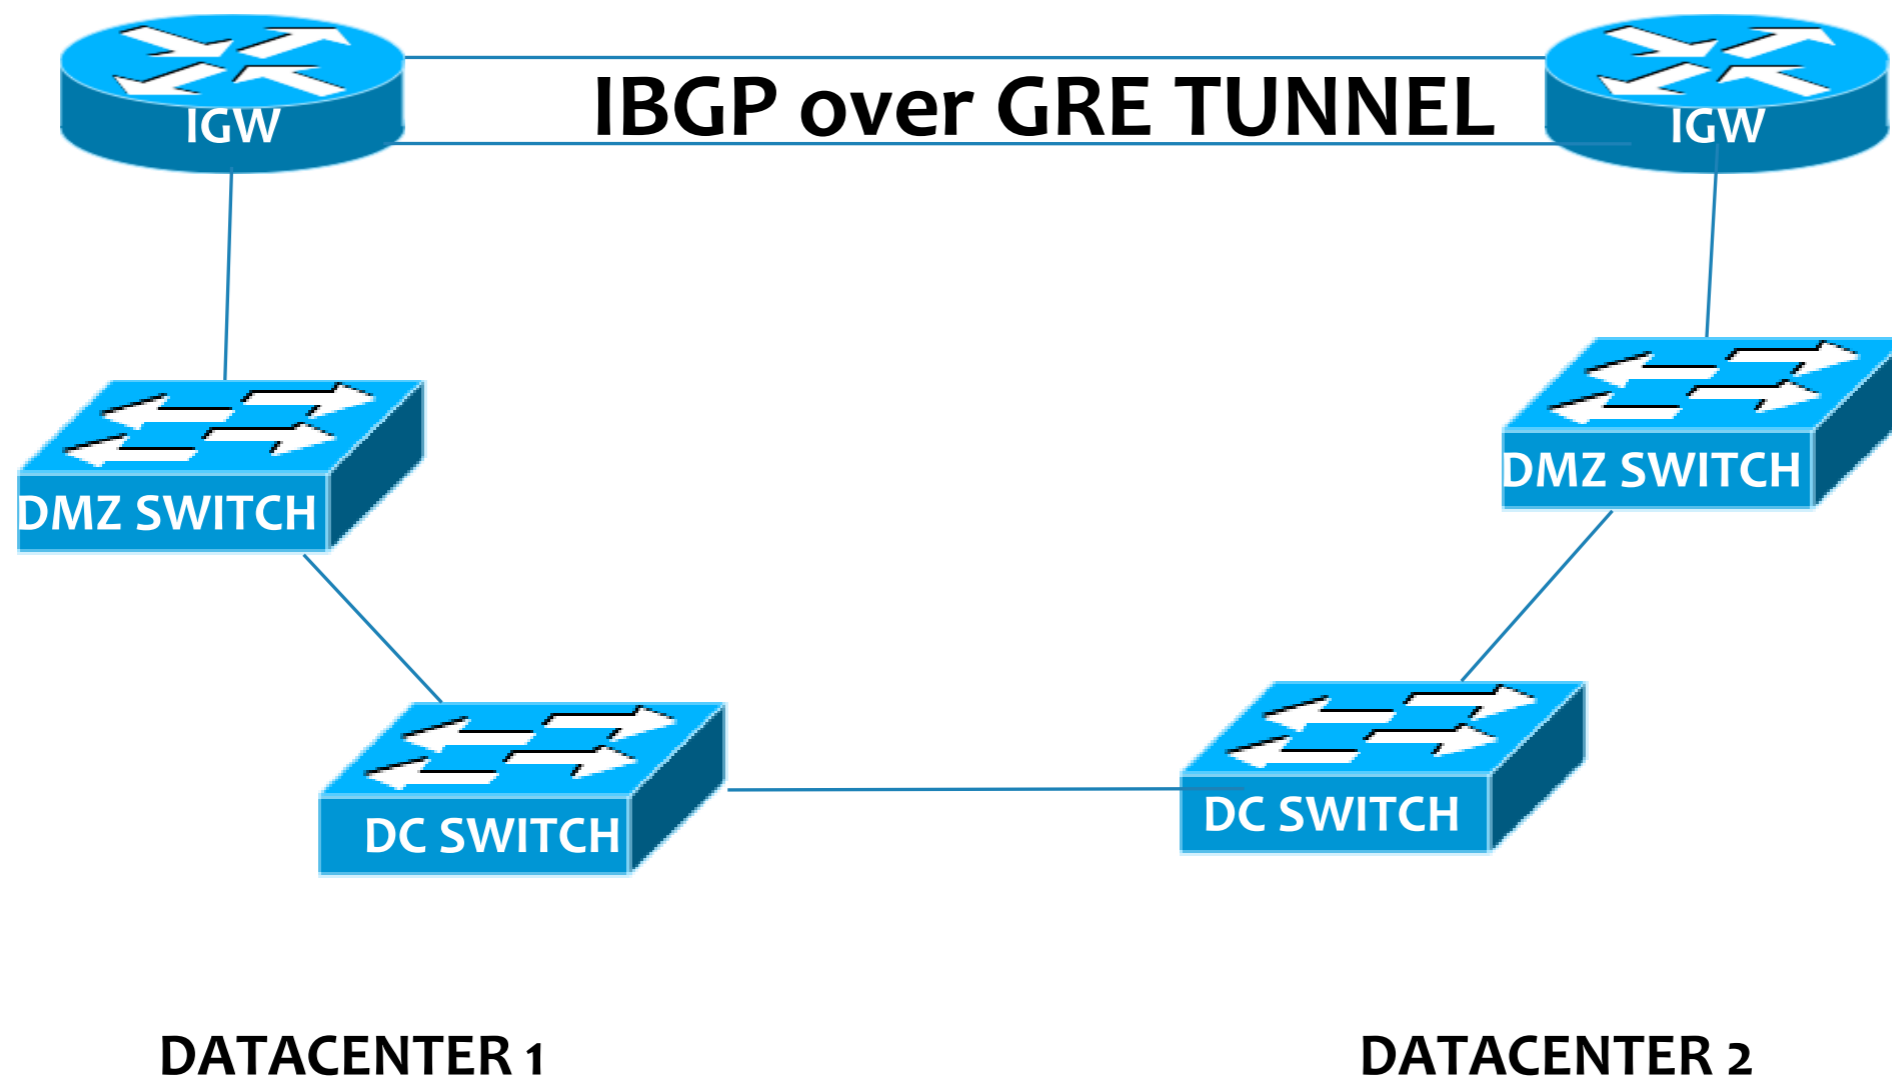 IGW
IBGP over GRE TUNNEL
IGW
DMZ SWITCH
DMZ SWITCH
DC SWITCH
DC SWITCH
DATACENTER 1
DATACENTER 2